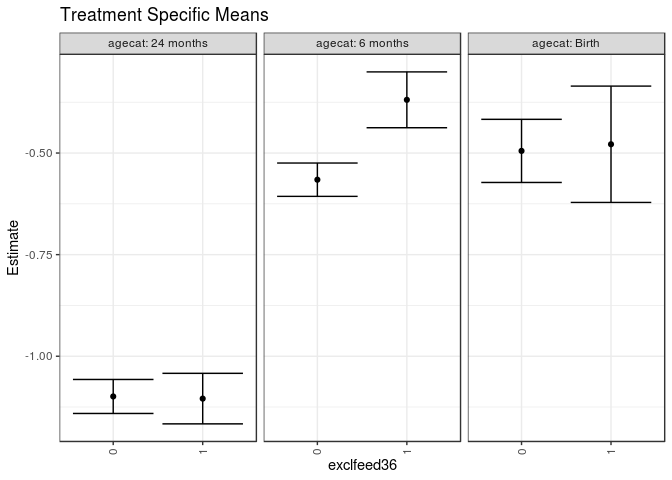 Treatment Specific Means
agecat: 24 months
agecat: 6 months
agecat: Birth
-0.50
-0.75
-1.00
Estimate
0
1
0
1
0
1
exclfeed36